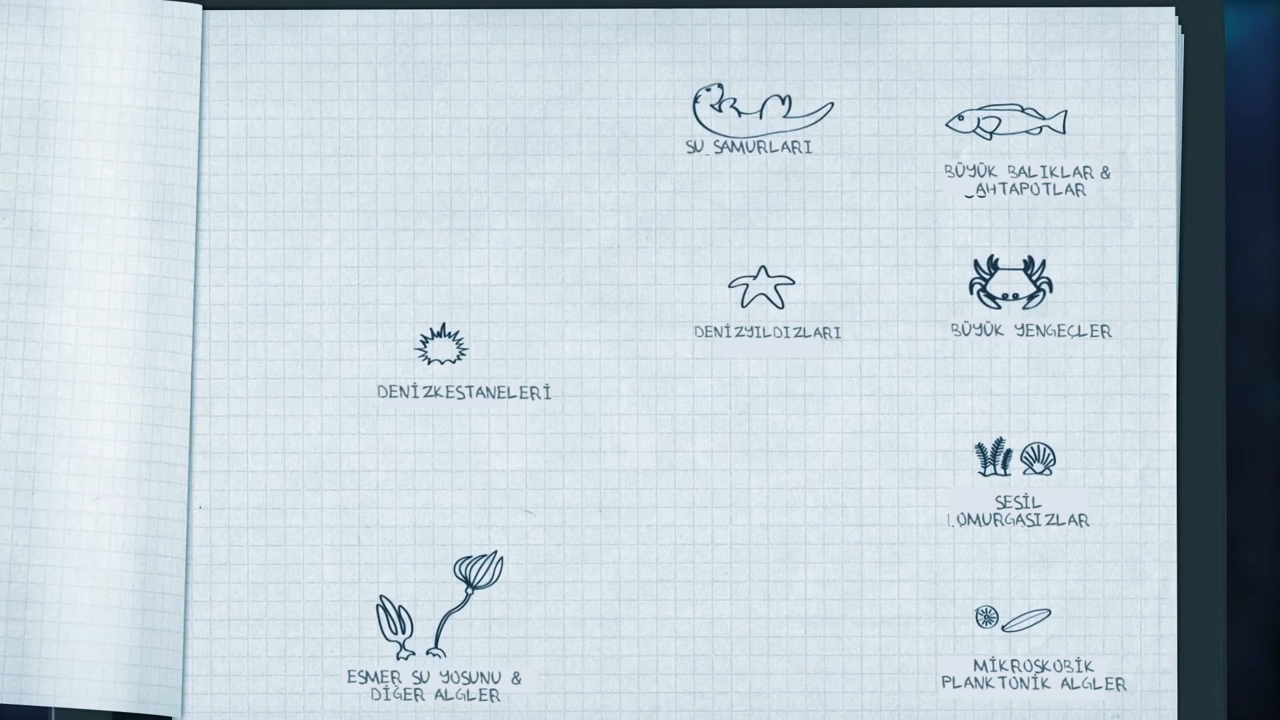 SU SAMURLARI
BÜYÜK BALIKLAR &
AHTAPOTLAR
DENİZYILDIZLARI
BÜYÜK YENGEÇLER
DENİZKESTANELERİ
SESİL
OMURGASIZLAR
ESMER SU YOSUNU &
DİĞER ALGLER
MİKROSKOBİK
PLANKTONİK ALGLER